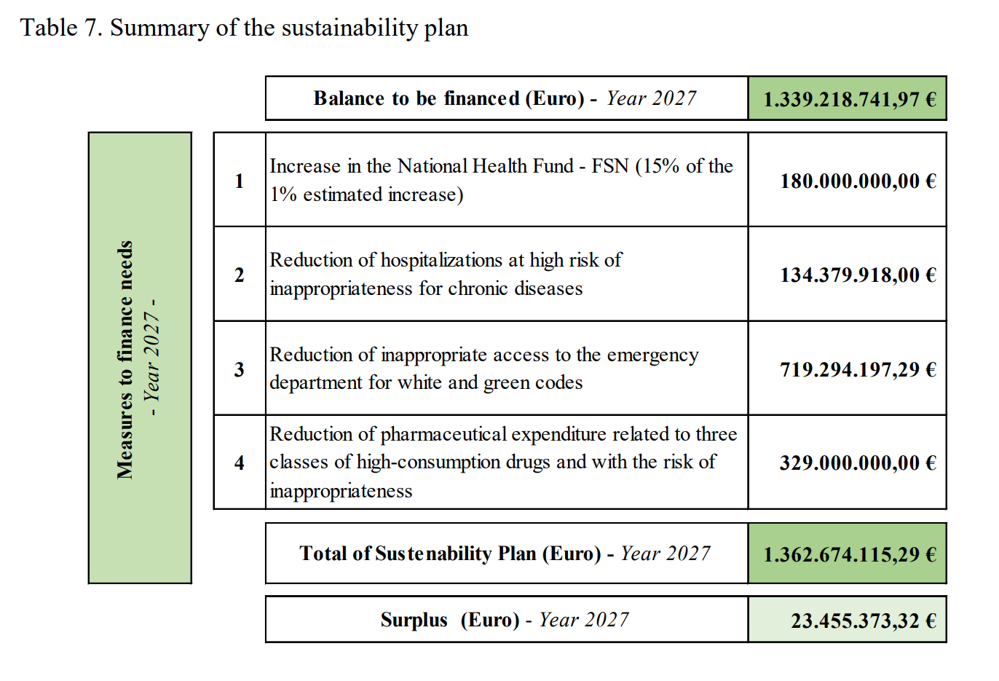 Table 7. Summary of the sustainability plan
Balance to be financed (Euro) - Year 2027
1.339.218.741,97 €
Measures to finance needs
- Year 2027 -
1
Increase in the National Health Fund - FSN (15% of the
1% estimated increase)
180.000.000,00 €
2
Reduction of hospitalizations at high risk of
inappropriateness for chronic diseases
134.379.918,00 €
3
Reduction of inappropriate access to the emergency
department for white and green codes
719.294.197,29 €
4
Reduction of pharmaceutical expenditure related to three
classes of high-consumption drugs and with the risk of
inappropriateness
329.000.000,00 €
Total of Sustenability Plan (Euro) - Year 2027
1.362.674.115,29 €
Surplus (Euro) - Year 2027
23.455.373,32 €